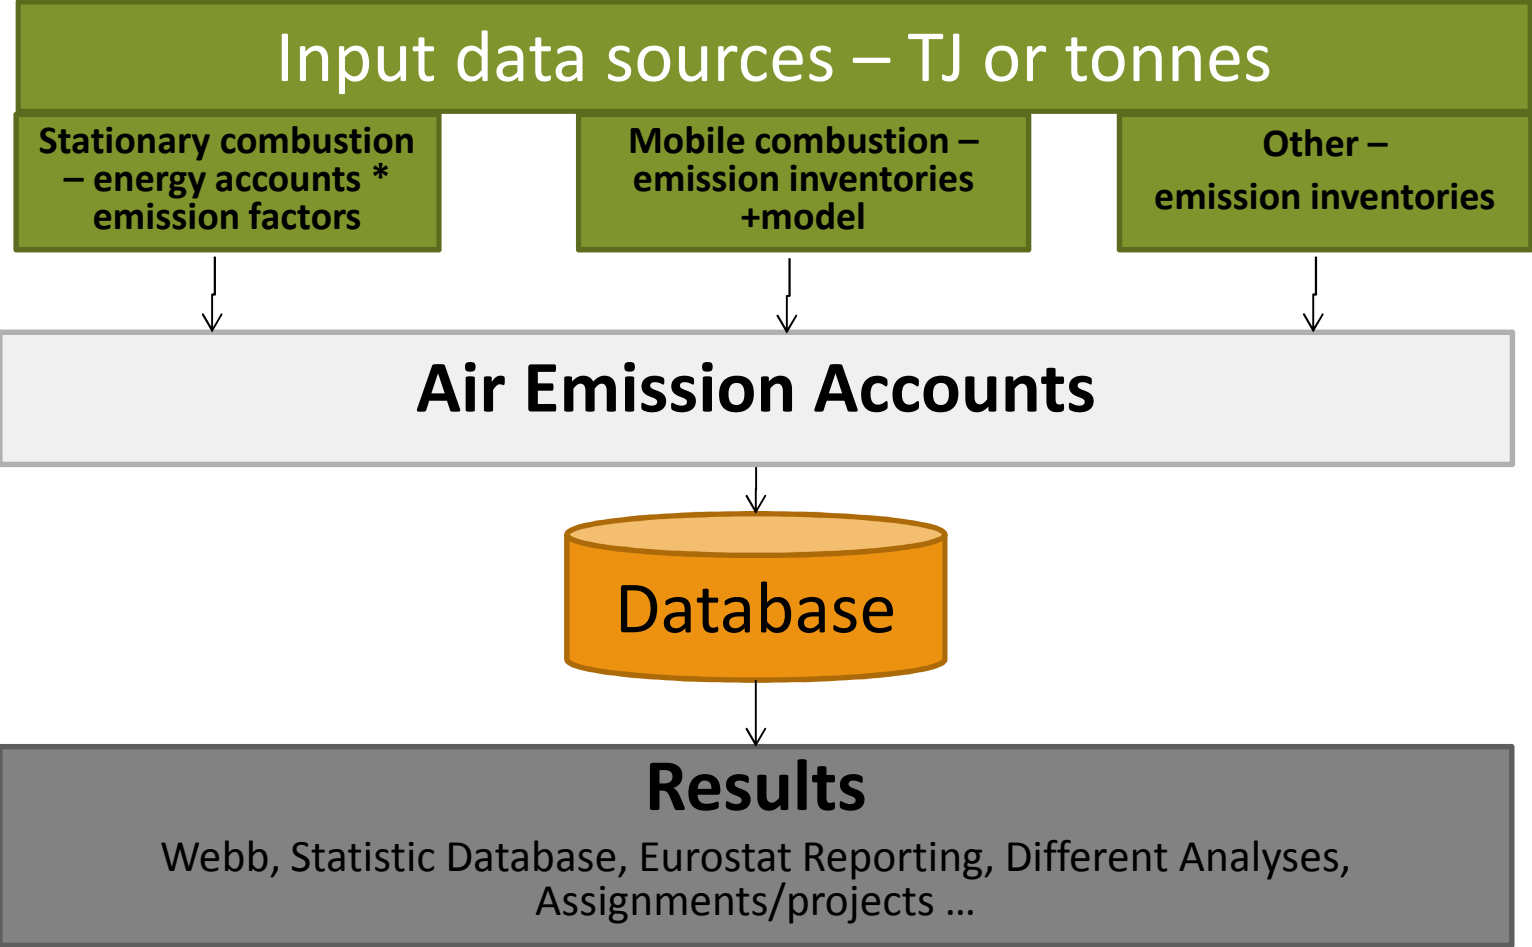 Input data sources – TJ or tonnes
Stationary combustion
– energy accounts *
emission factors
Mobile combustion –
emission inventories
+model
Other –
emission inventories
Air Emission Accounts
Database
Results
Webb, Statistic Database, Eurostat Reporting, Different Analyses,
Assignments/projects ...